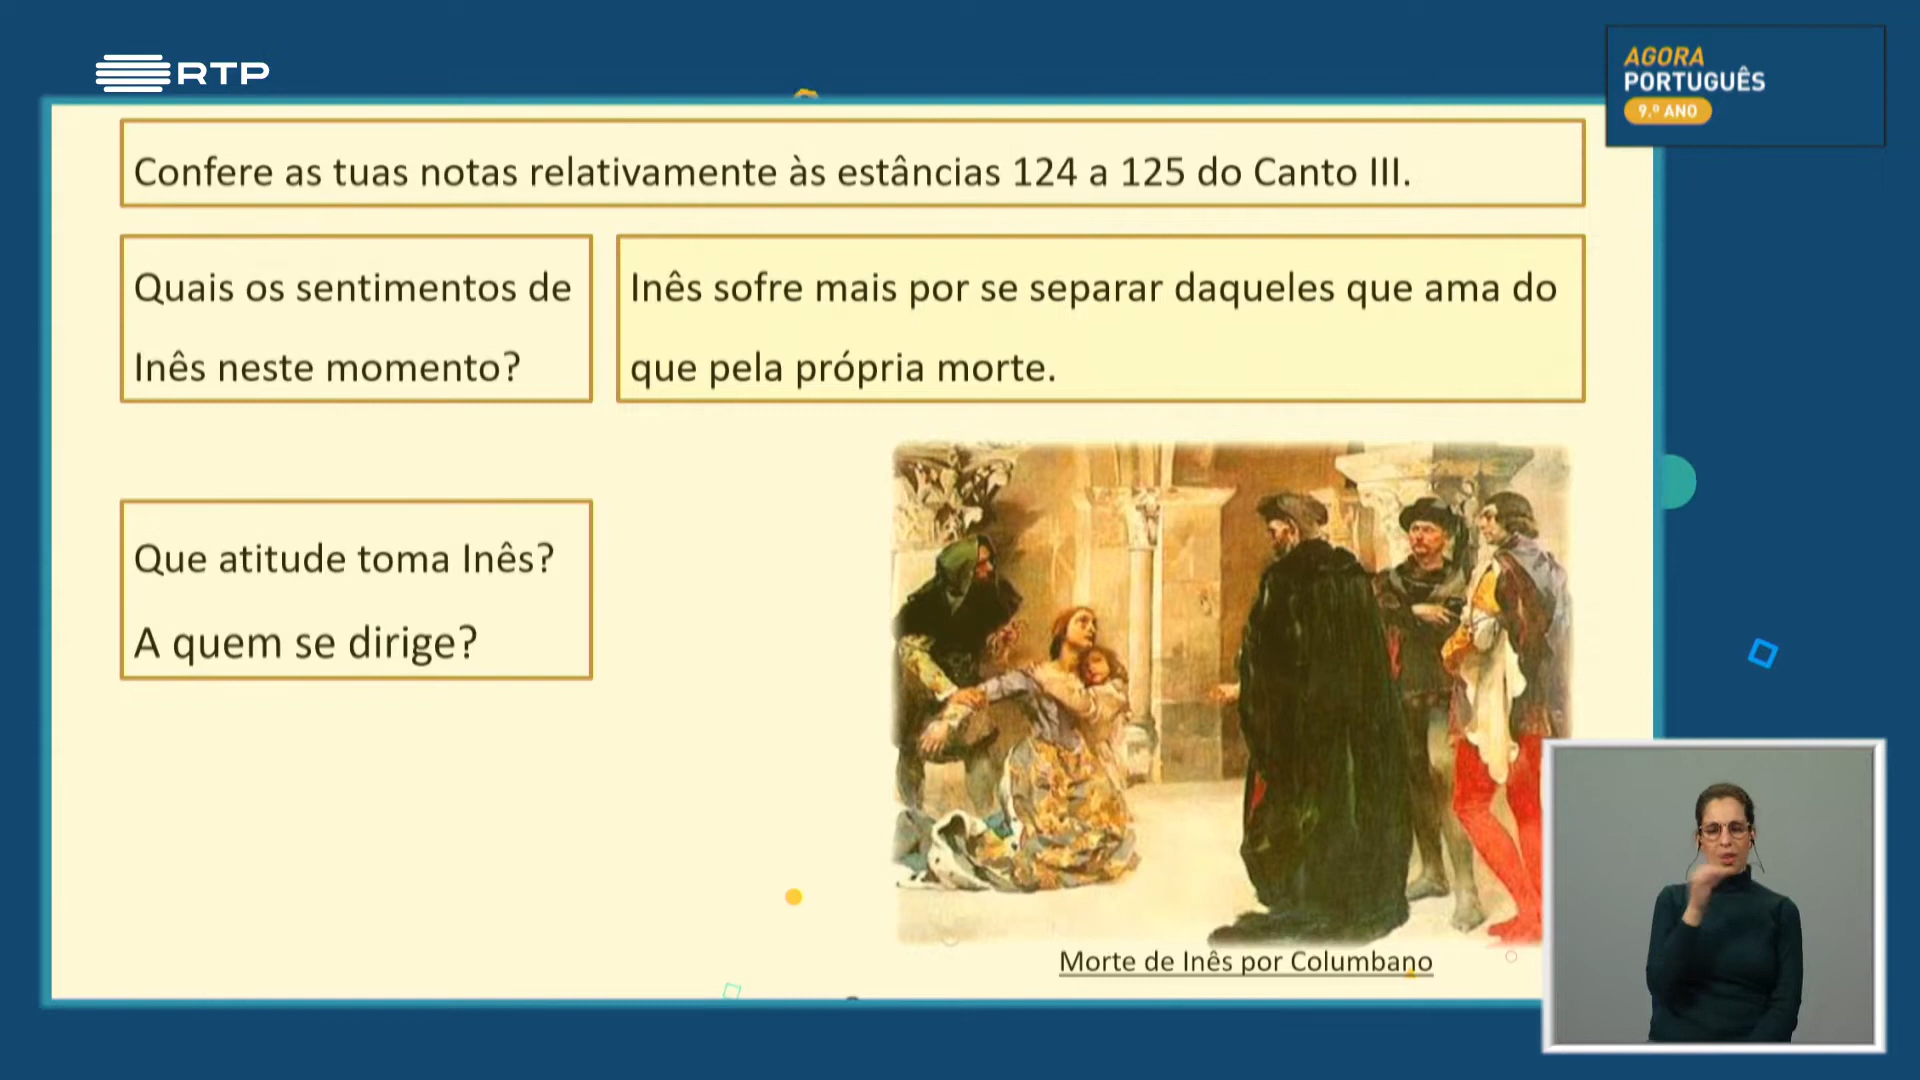 RTP
AGORA
PORTUGUÊS
9.º ANO
Confere as tuas notas relativamente às estâncias 124 a 125 do Canto III.
Quais os sentimentos de
Inês neste momento?
Inês sofre mais por se separar daqueles que ama do
que pela própria morte.
Que atitude toma Inês?
A quem se dirige?
Morte de Inês por Columbano